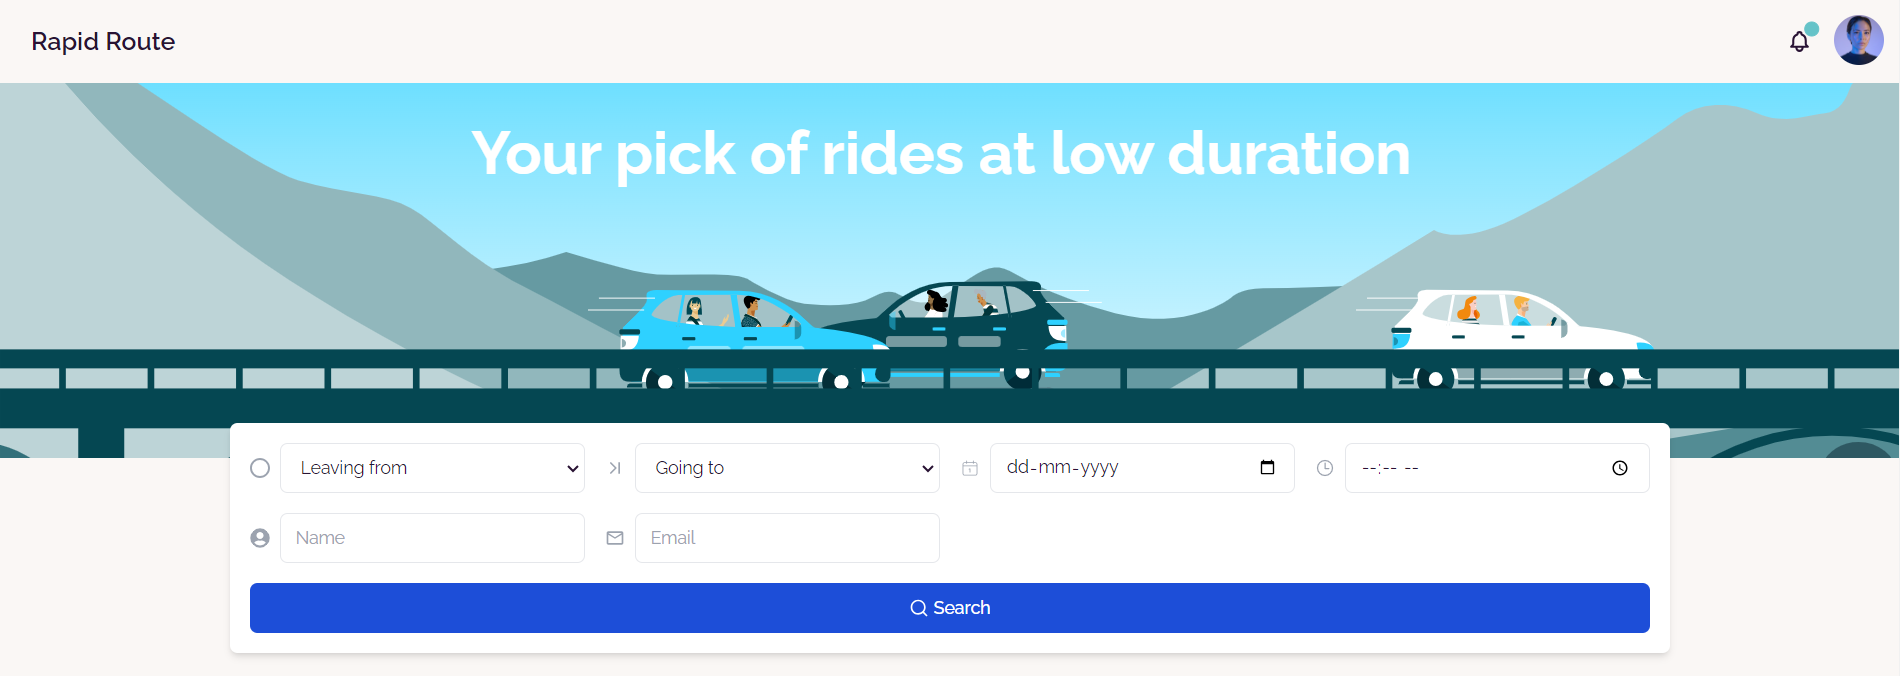 Rapid Route
Your pick of rides at low duration
Leaving from
Going to
dd-mm-yyyy
--:-- --
Name
Email
Search